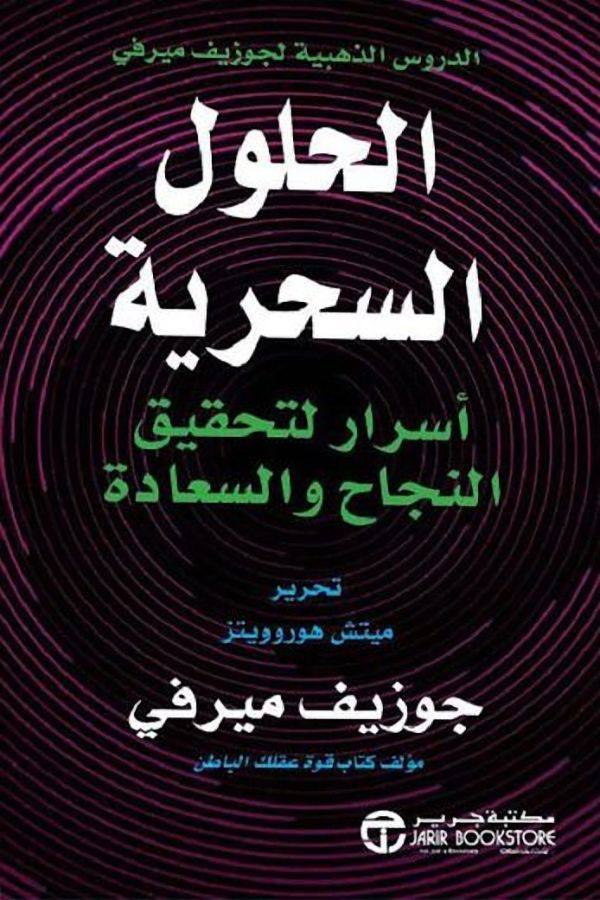 الدروس الذهبية لجوزيف ميرفي
الحلول
السحرية
أسرار لتحقيق
النجاح والسعادة
تحرير
ميتش هوروويتز
جوزيف ميرفي
مؤلف كتاب قوة عقلك الباطن
مكتبة جرير
JARIR BOOKSTORE